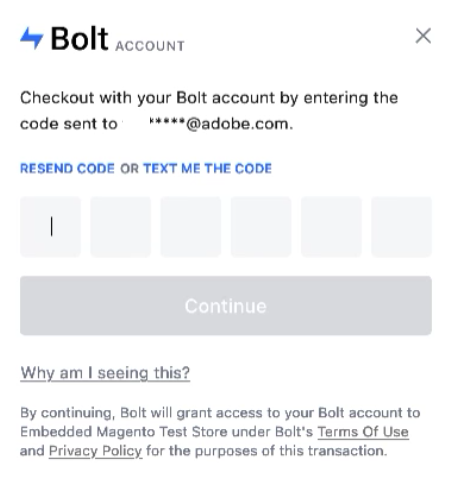 Bolt ACCOUNT
Checkout with your Bolt account by entering the
code sent to *****@adobe.com.
RESEND CODE OR TEXT ME THE CODE
Continue
Why am I seeing this?
By continuing, Bolt will grant access to your Bolt account to
Embedded Magento Test Store under Bolt's Terms Of Use
and Privacy Policy for the purposes of this transaction.